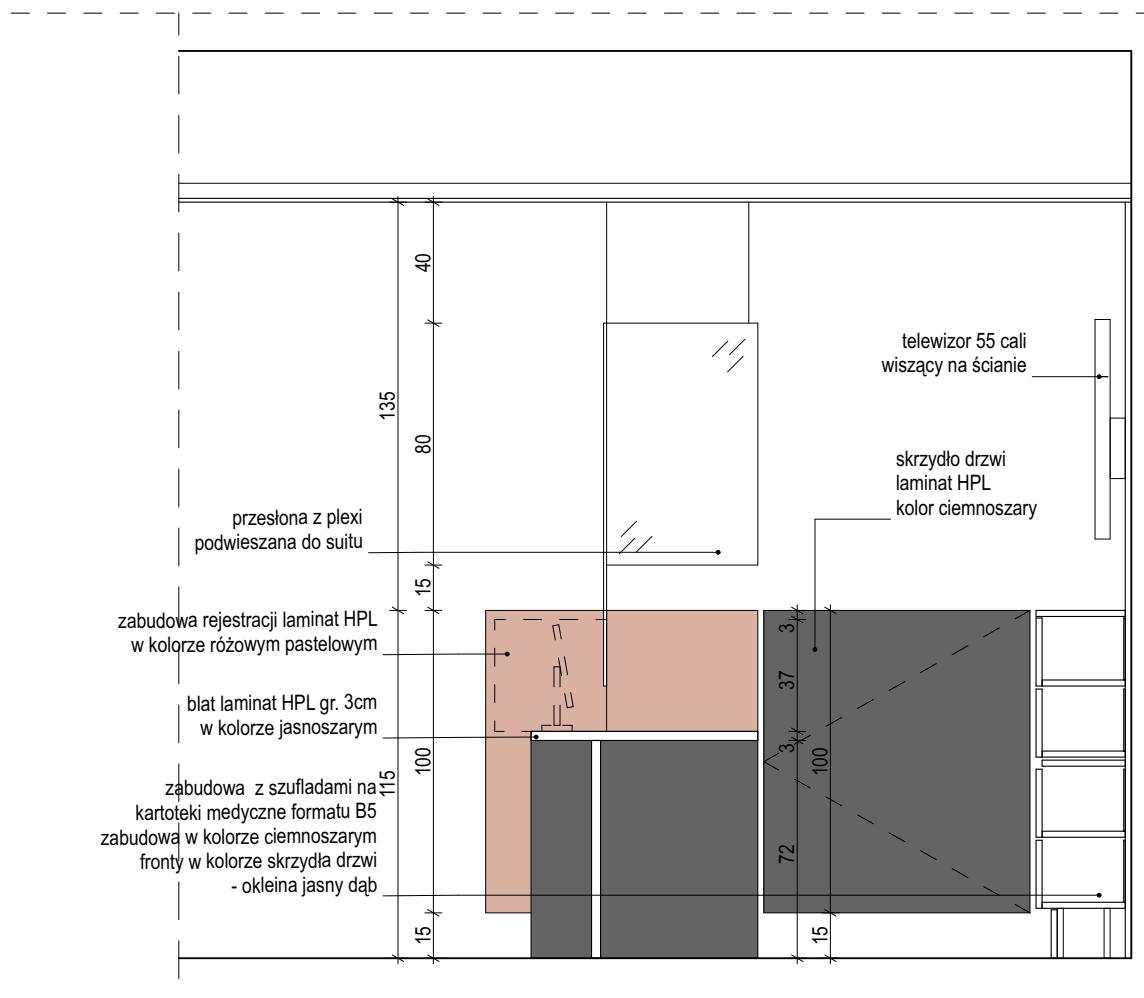 40
135
80
15
115
100
15
przesłona z plexi
podwieszana do suitu
zabudowa rejestracji laminat HPL
w kolorze różowym pastelowym
blat laminat HPL gr. 3cm
w kolorze jasnoszarym
zabudowa z szufladami na
kartoteki medyczne formatu B5
zabudowa w kolorze ciemnoszarym
fronty w kolorze skrzydła drzwi
- okleina jasny dąb
telewizor 55 cali
wiszący na ścianie
skrzydło drzwi
laminat HPL
kolor ciemnoszary
3
37
3
100
72
15